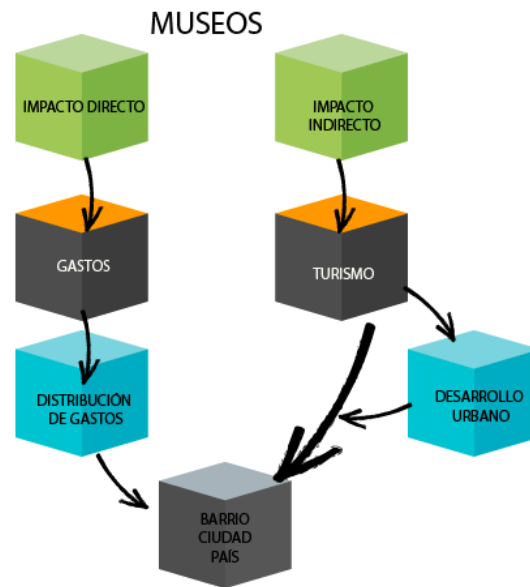 MUSEOS
IMPACTO DIRECTO
IMPACTO
INDIRECTO
GASTOS
TURISMO
DISTRIBUCIÓN
DE GASTOS
DESARROLLO
URBANO
BARRIO
CIUDAD
PAÍS